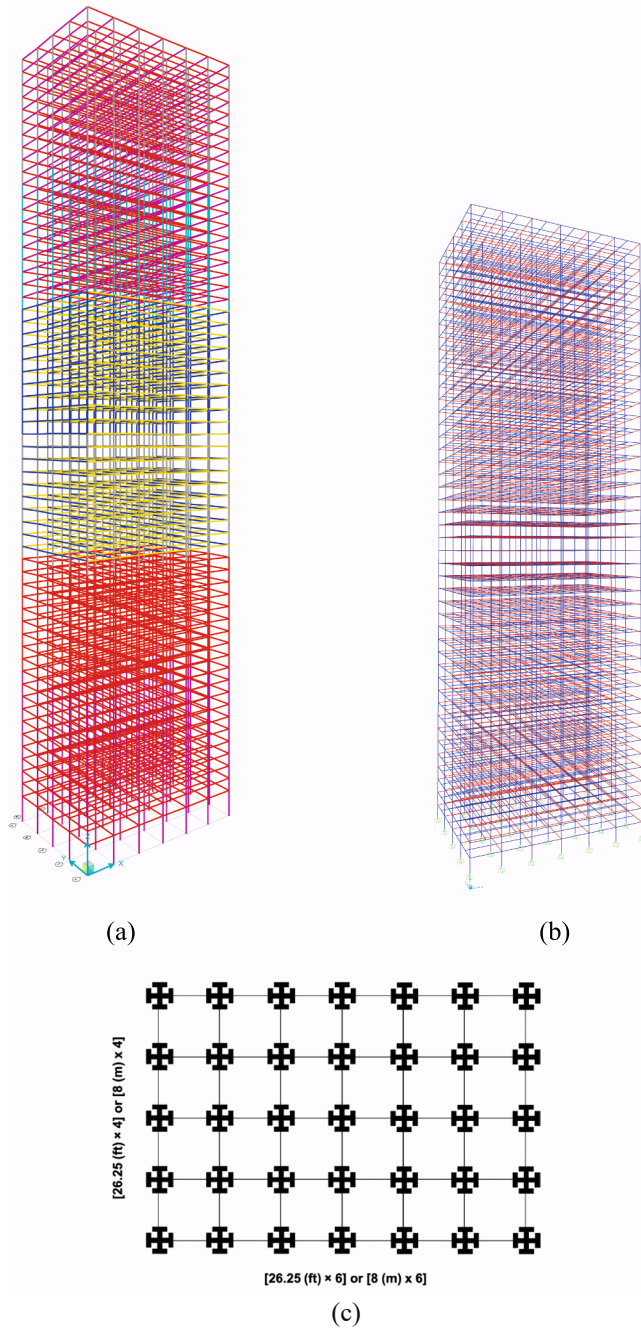 Z
Y
X
(a)
(b)
[26.25 (ft) × 4] or [8 (m) x 4]
[26.25 (ft) × 6] or [8 (m) x 6]
(c)